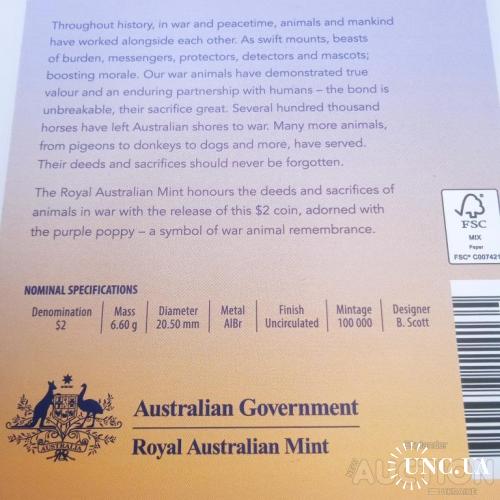 Throughout history, in war and peacetime, animals and mankind
have worked alongside each other. As swift mounts, beasts
of burden, messengers, protectors, detectors and mascots;
boosting morale. Our war animals have demonstrated true
valour and an enduring partnership with humans – the bond is
unbreakable, their sacrifice great. Several hundred thousand
horses have left Australian shores to war. Many more animals,
from pigeons to donkeys to dogs and more, have served.
Their deeds and sacrifices should never be forgotten.
The Royal Australian Mint honours the deeds and sacrifices of
animals in war with the release of this $2 coin, adorned with
the purple poppy – a symbol of war animal remembrance.
FSC
MIX
Paper
FSC® C007421
NOMINAL SPECIFICATIONS
Denomination Mass Diameter Metal Finish Mintage Designer
$2 6.60 g 20.50 mm AlBr Uncirculated 100 000 B. Scott
AUSTRALIA
Australian Government
Royal Australian Mint
UNC.UA
UKRAINE